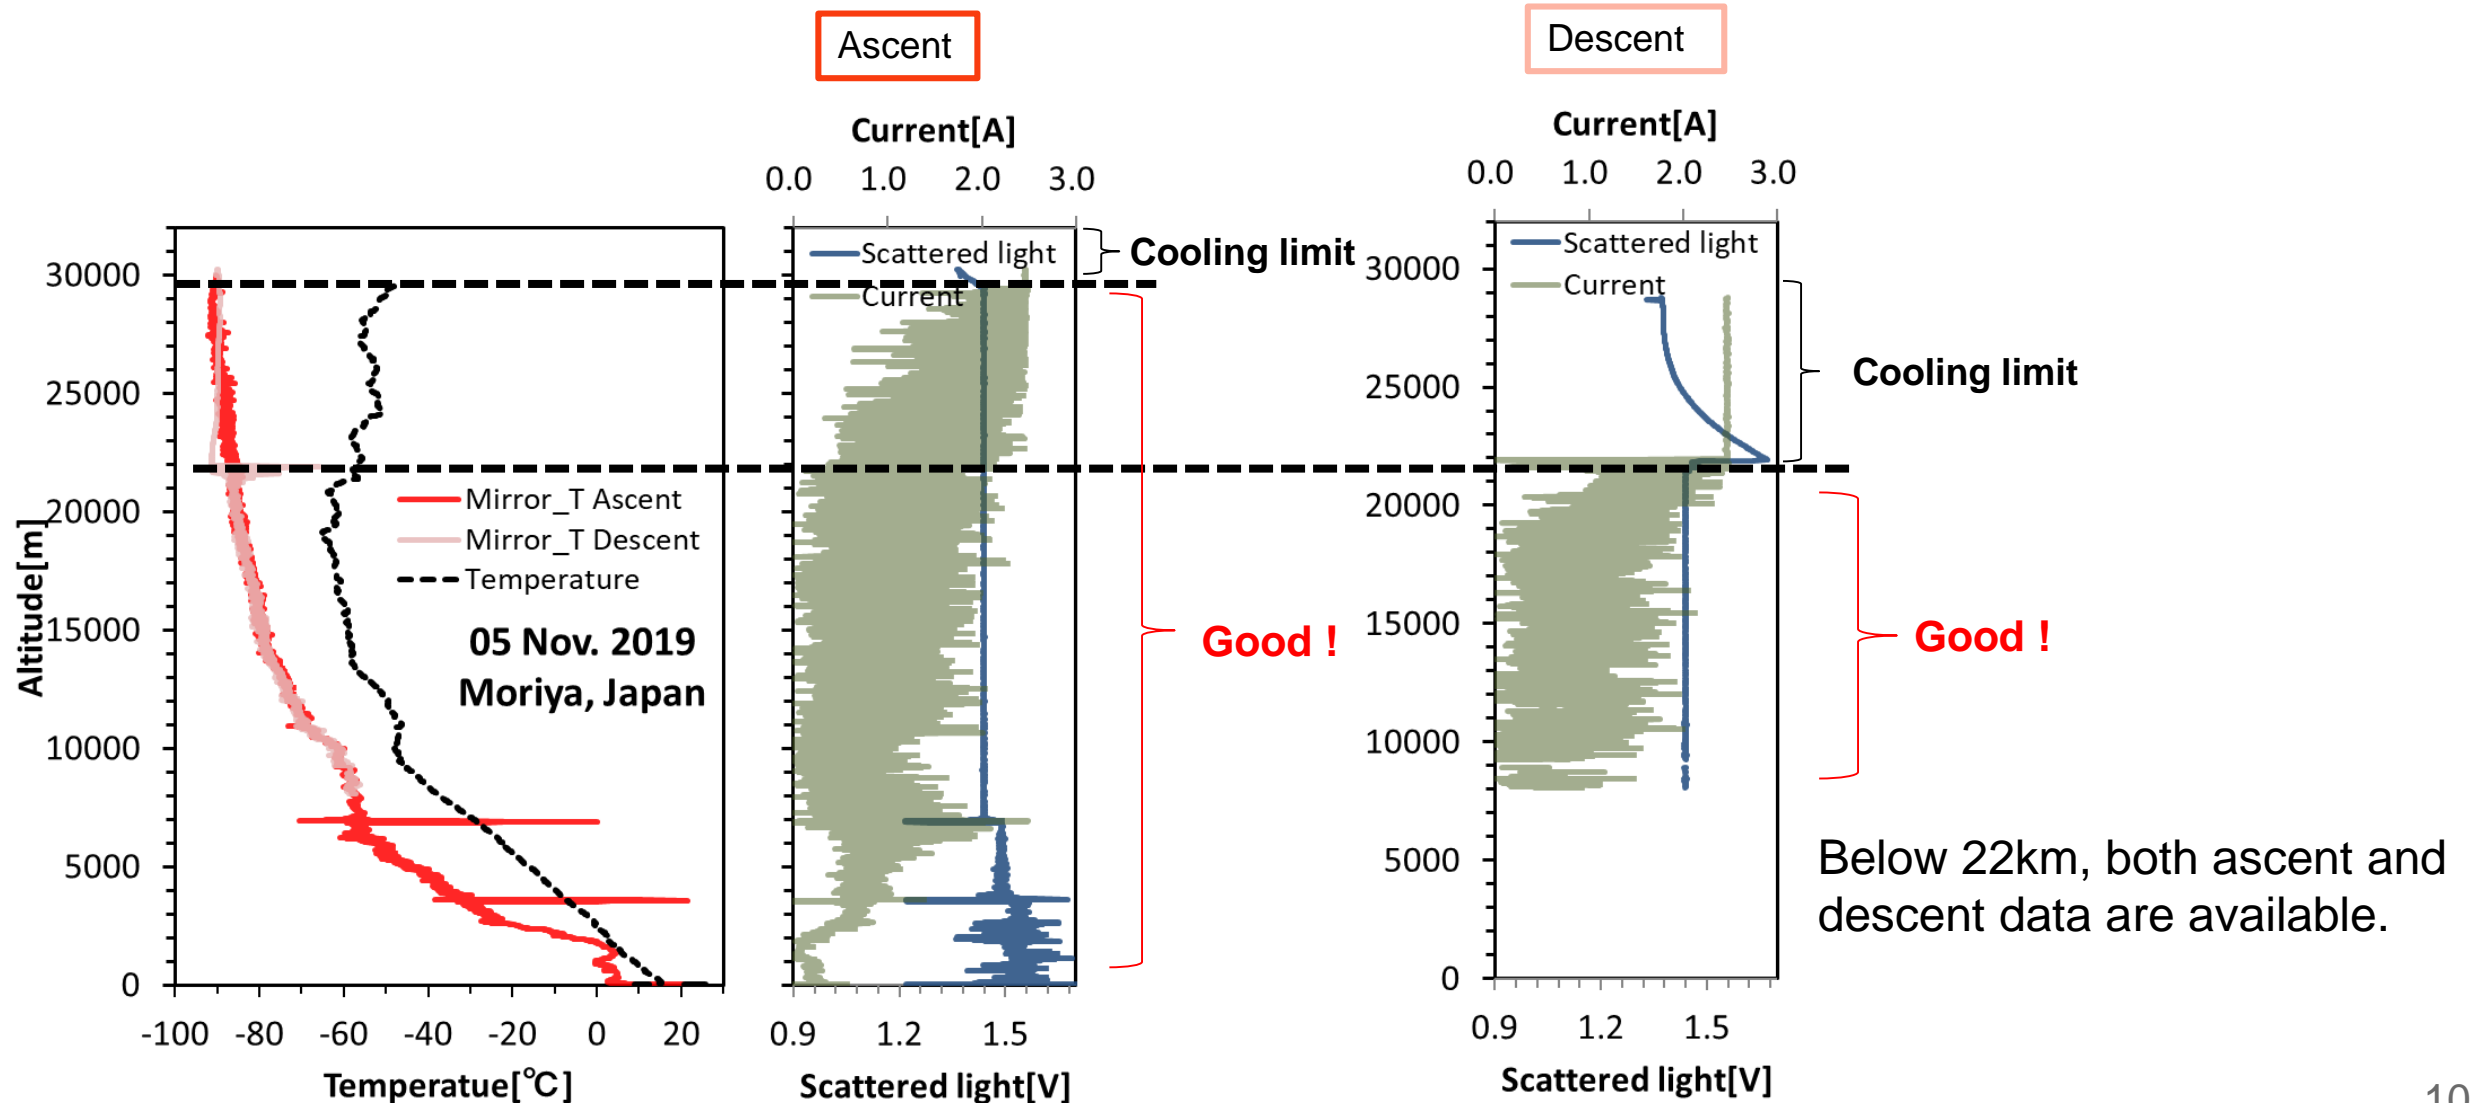 Ascent
Descent
Current[A]
0.0 1.0 2.0 3.0
Current[A]
0.0 1.0 2.0 3.0
Scattered light
Current
Cooling limit
Scattered light
Current
Cooling limit
30000
25000
20000
15000
10000
5000
0
Altitude[m]
Mirror_T Ascent
Mirror_T Descent
Temperature
05 Nov. 2019
Moriya, Japan
Good !
30000
25000
20000
15000
10000
5000
0
Good !
Below 22km, both ascent and
descent data are available.
-100 -80 -60 -40 -20 0 20
Temperatue[℃]
0.9 1.2 1.5
Scattered light[V]
0.9 1.2 1.5
Scattered light[V]
10